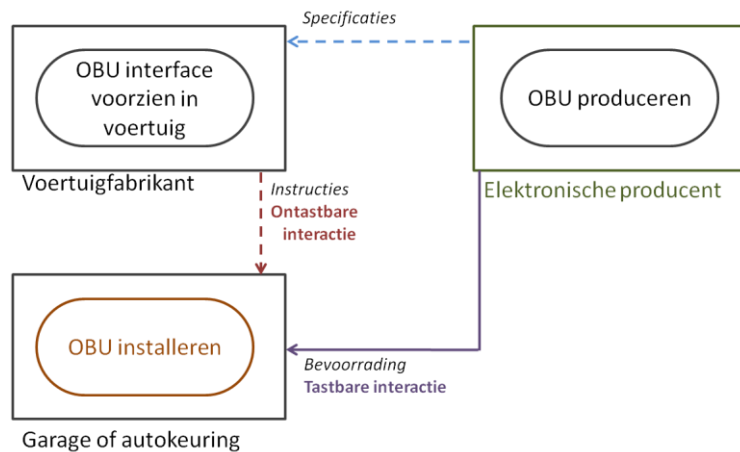 Specificaties
OBU interface
voorzien in
voertuig
OBU produceren
Voertuigfabrikant
Elektronische producent
Instructies
Ontastbare
interactie
OBU installeren
Bevoorrading
Tastbare interactie
Garage of autokeuring